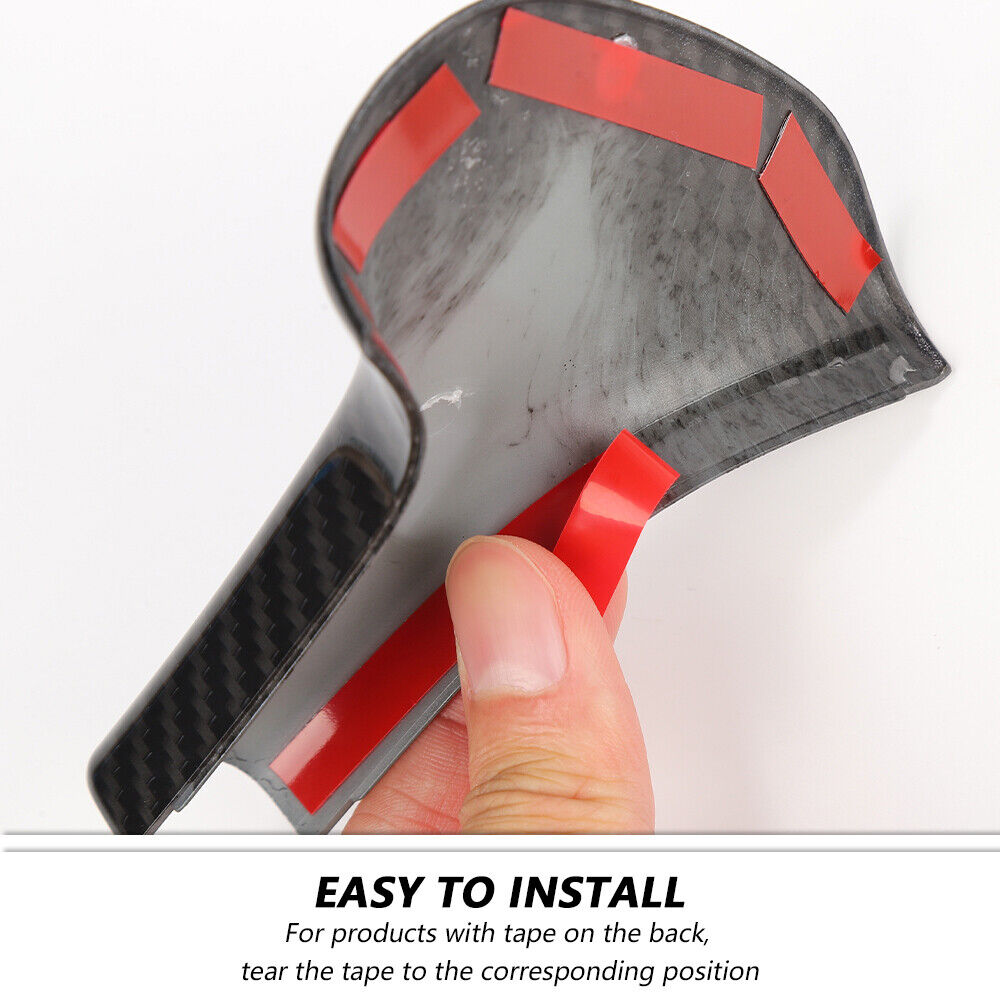 EASY TO INSTALL
For products with tape on the back,
tear the tape to the corresponding position